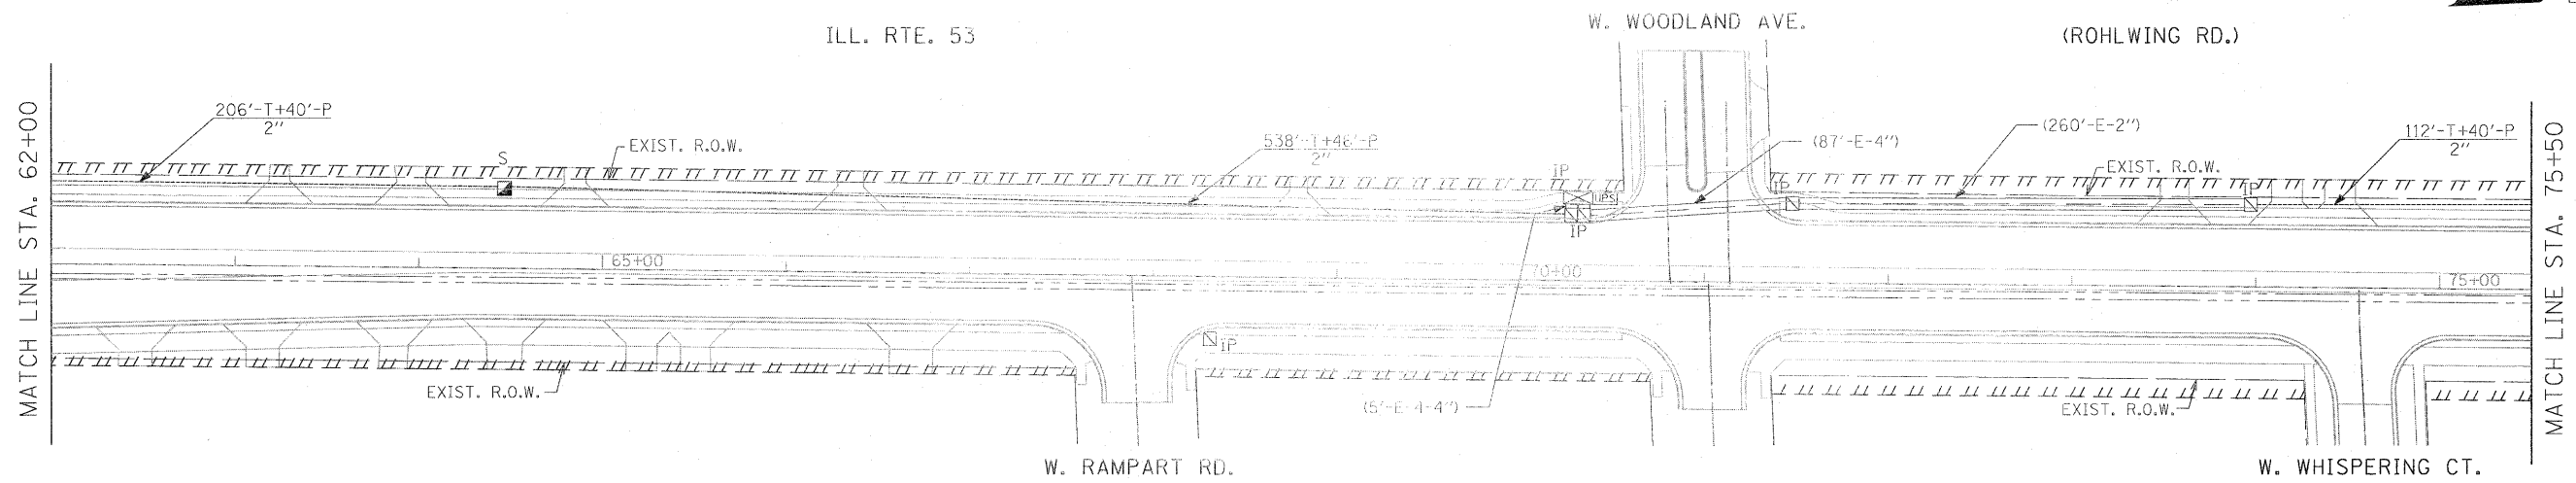 ILL. RTE. 53
W. WOODLAND AVE.
(ROHLWING RD.)
MATCH LINE STA. 62+00
206'-T+40'-P
2"
EXIST. R.O.W.
S
538'-T+46'-P
2"
IP
UPS
IP
(87'-E-4")
IP
(260'-E-2")
EXIST. R.O.W.
IP
112'-T+40'-P
2"
MATCH LINE STA. 75+50
65+00
70+00
75+00
IP
EXIST. R.O.W.
(5'-E-4-4")
EXIST. R.O.W.
W. RAMPART RD.
W. WHISPERING CT.